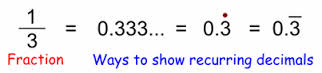 1/3 = 0.333... = 0.3̇ = 0.3̅
Fraction Ways to show recurring decimals